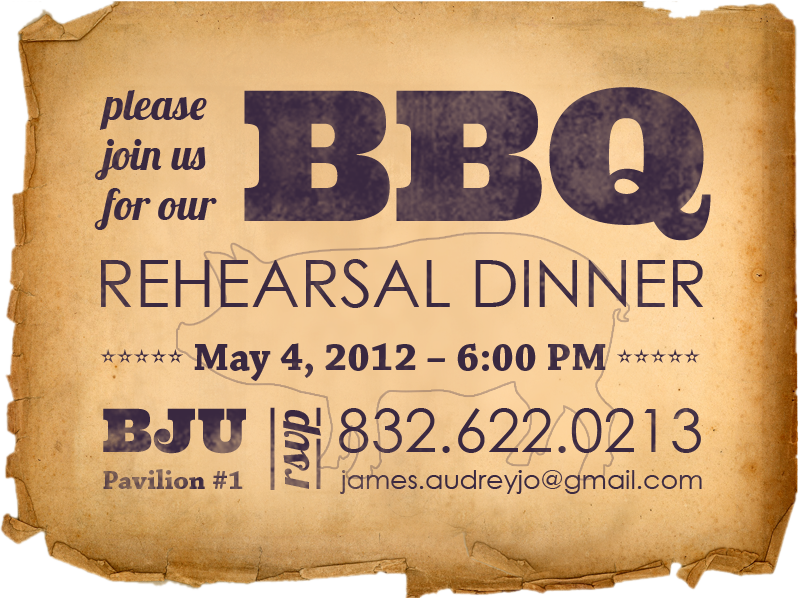 please
join us
for our
BBQ
REHEARSAL DINNER
☆☆☆☆☆ May 4, 2012 – 6:00 PM ☆☆☆☆☆
BJU
Pavilion #1
rsvp
832.622.0213
james.audreyjo@gmail.com